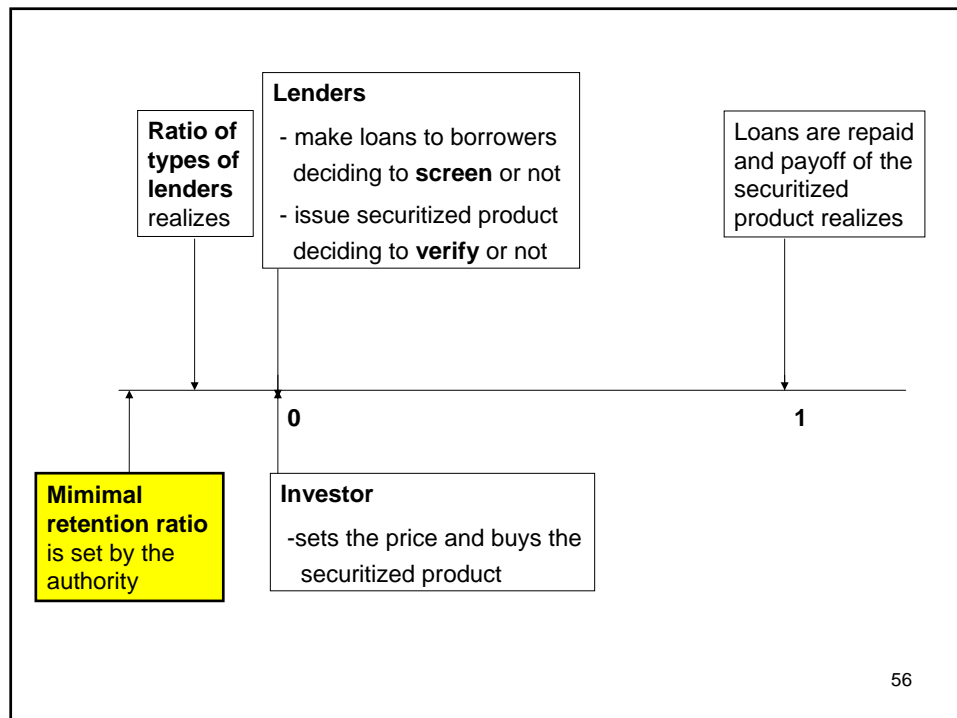 Ratio of
types of
lenders
realizes
Lenders
- make loans to borrowers
deciding to screen or not
- issue securitized product
deciding to verify or not
Loans are repaid
and payoff of the
securitized
product realizes
0
1
Mimimal
retention ratio
is set by the
authority
Investor
-sets the price and buys the
securitized product
56